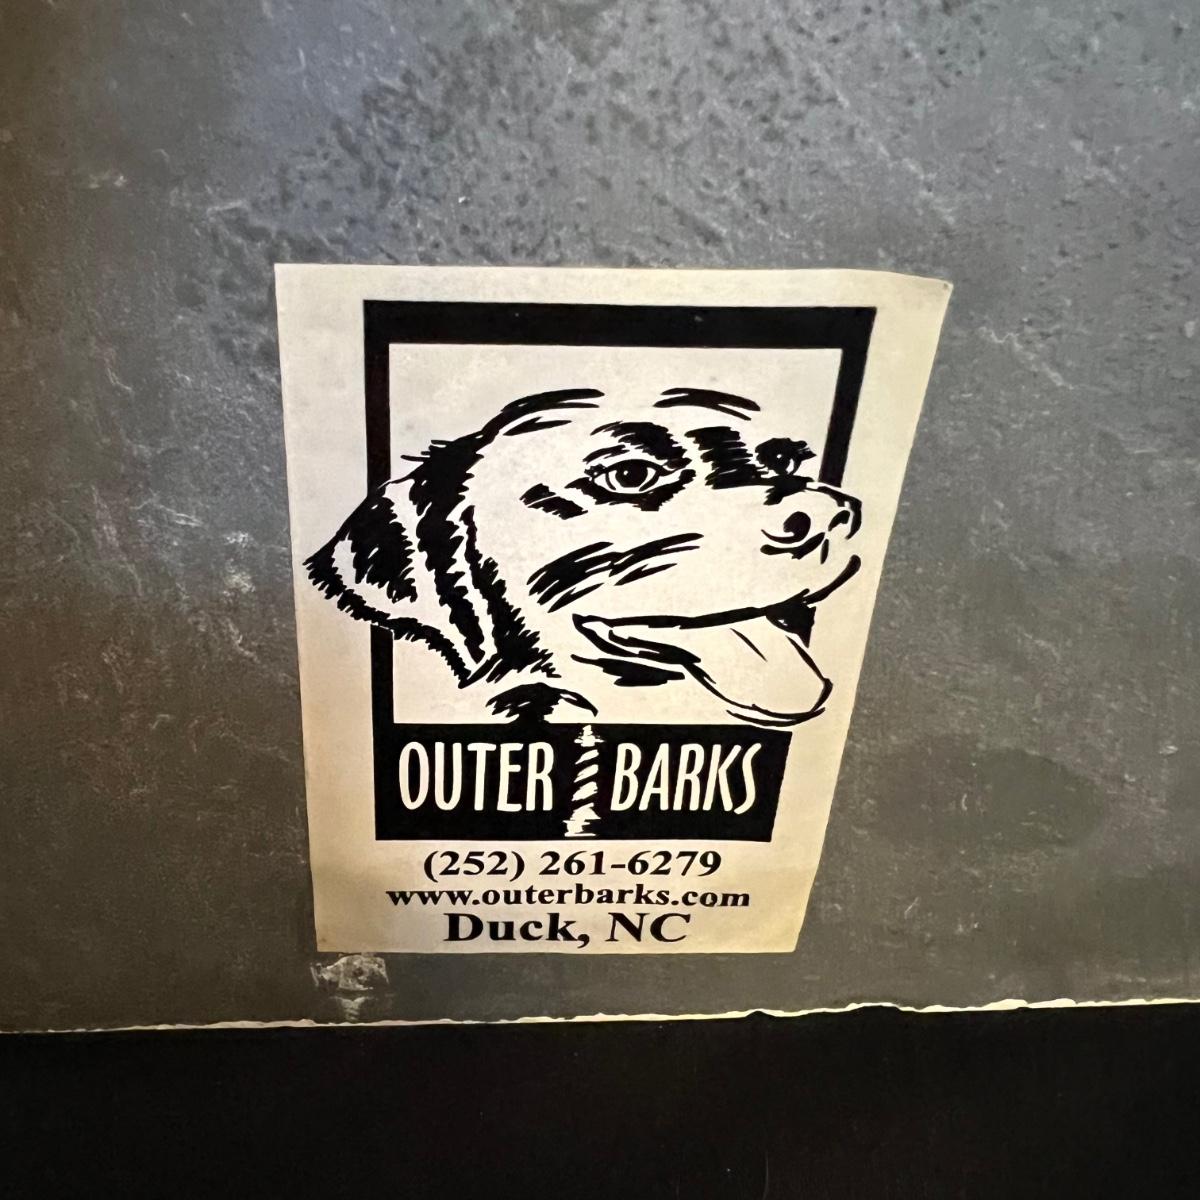 OUTER BARKS
(252) 261-6279
www.outerbarks.com
Duck, NC